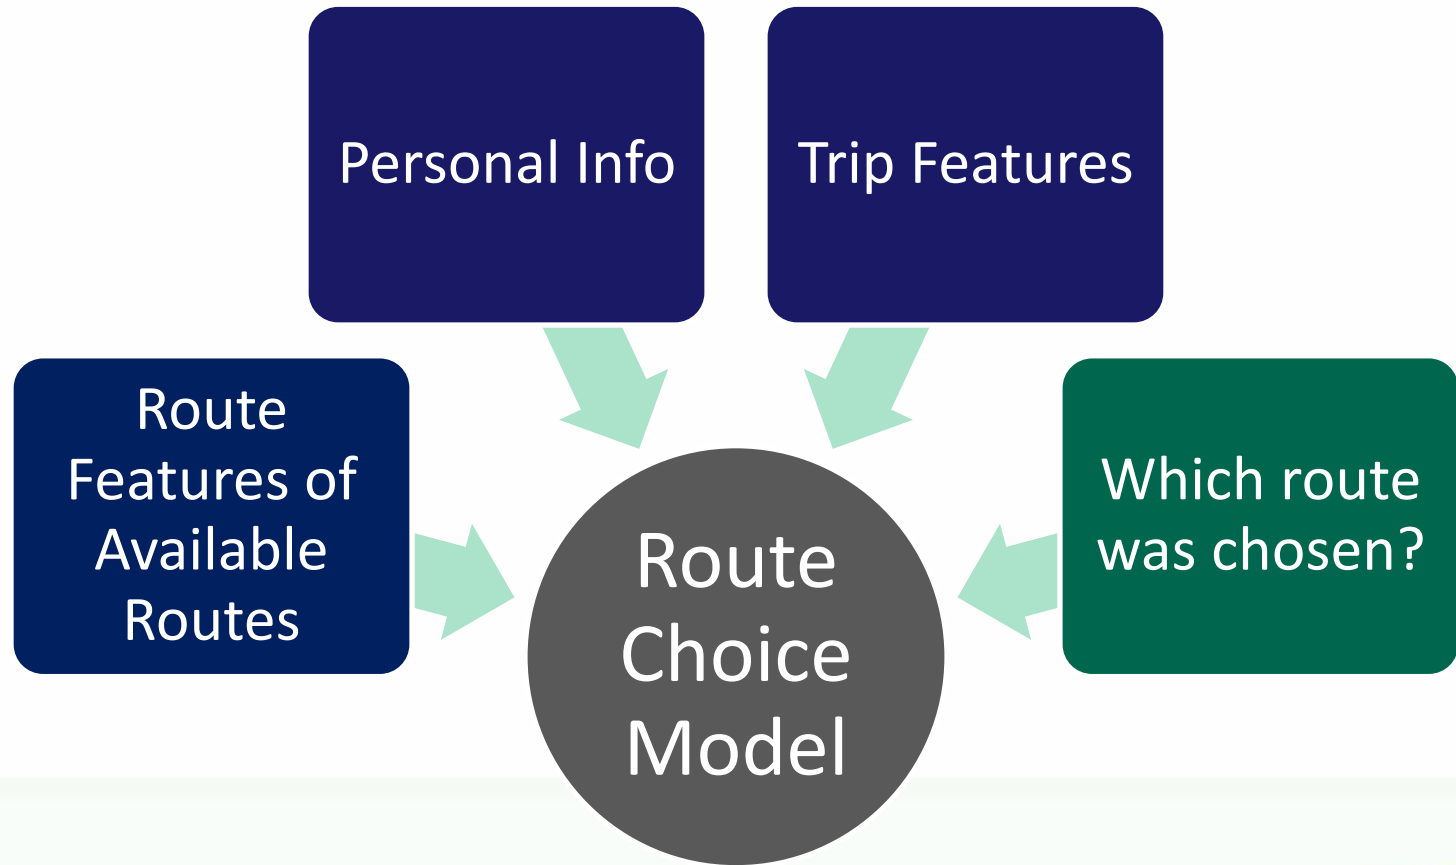 Personal Info
Trip Features
Route
Features of
Available
Routes
Which route
was chosen?
Route
Choice
Model